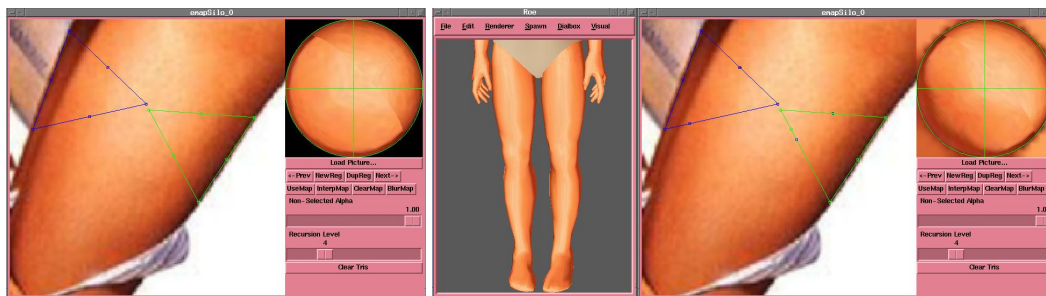 emapSilo_0
Load Picture...
<-Prev NewReg DupReg Next->
UseMap InterpMap ClearMap BlurMap
Non-Selected Alpha
1.00
Recursion Level
4
Clear Tris
Roe
File Edit Renderer Spawn Dialbox Visual
emapSilo_0
Load Picture...
<-Prev NewReg DupReg Next->
UseMap InterpMap ClearMap BlurMap
Non-Selected Alpha
1.0
Recursion Level
4
Clear Tris